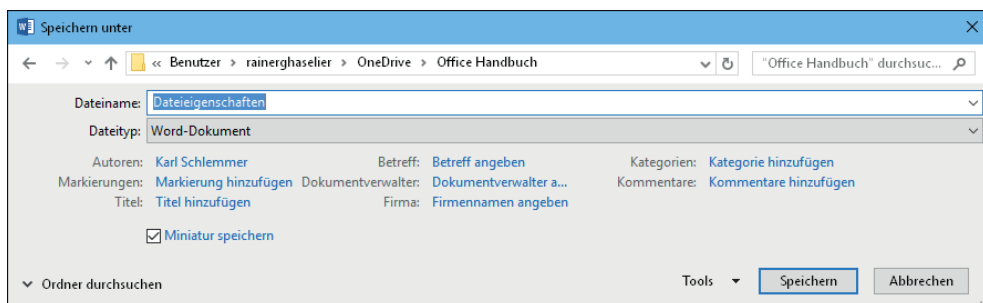 Speichern unter
« Benutzer › rainerghaselier › OneDrive › Office Handbuch "Office Handbuch" durchsuc...
Dateiname: Dateieigenschaften
Dateityp: Word-Dokument
Autoren: Karl Schlemmer Betreff: Betreff angeben Kategorien: Kategorie hinzufügen
Markierungen: Markierung hinzufügen Dokumentverwalter: Dokumentverwalter a... Kommentare: Kommentare hinzufügen
Titel: Titel hinzufügen Firma: Firmennamen angeben
Miniatur speichern
Ordner durchsuchen Tools Speichern Abbrechen